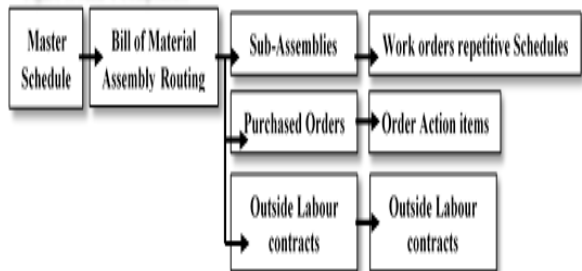 Master
Schedule
Bill of Material
Assembly Routing
Sub-Assemblies
Work orders repetitive Schedules
Purchased Orders
Order Action items
Outside Labour
contracts
Outside Labour
contracts